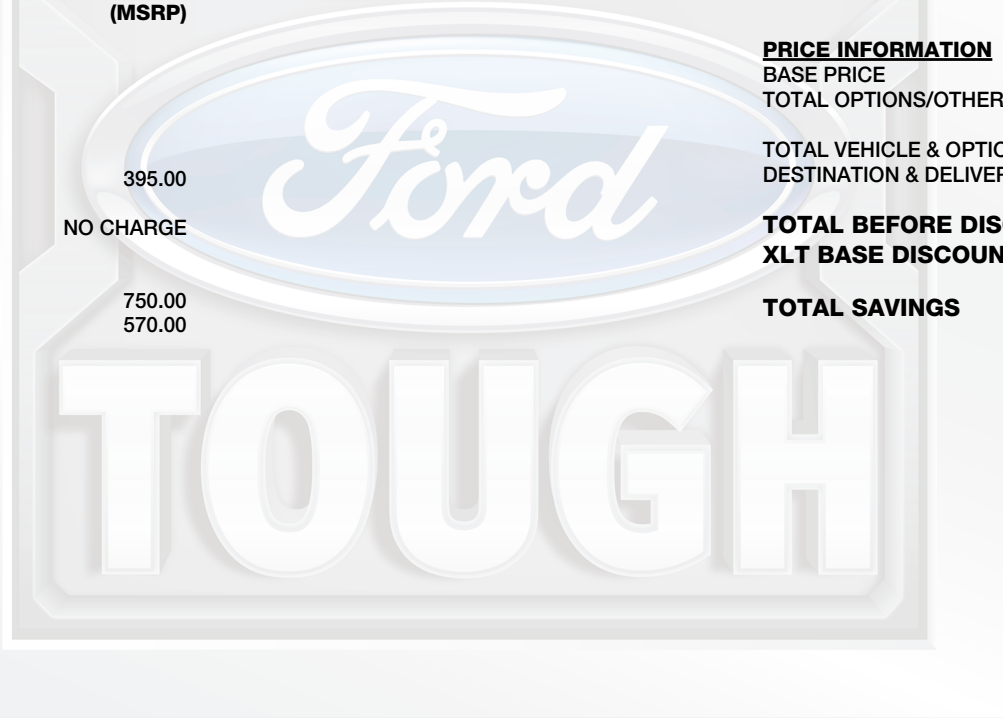 (MSRP)
395.00
NO CHARGE
750.00
570.00
PRICE INFORMATION
BASE PRICE
TOTAL OPTIONS/OTHER
TOTAL VEHICLE & OPTIO
DESTINATION & DELIVER
TOTAL BEFORE DIS
XLT BASE DISCOUN
TOTAL SAVINGS
Ford
TOUGH